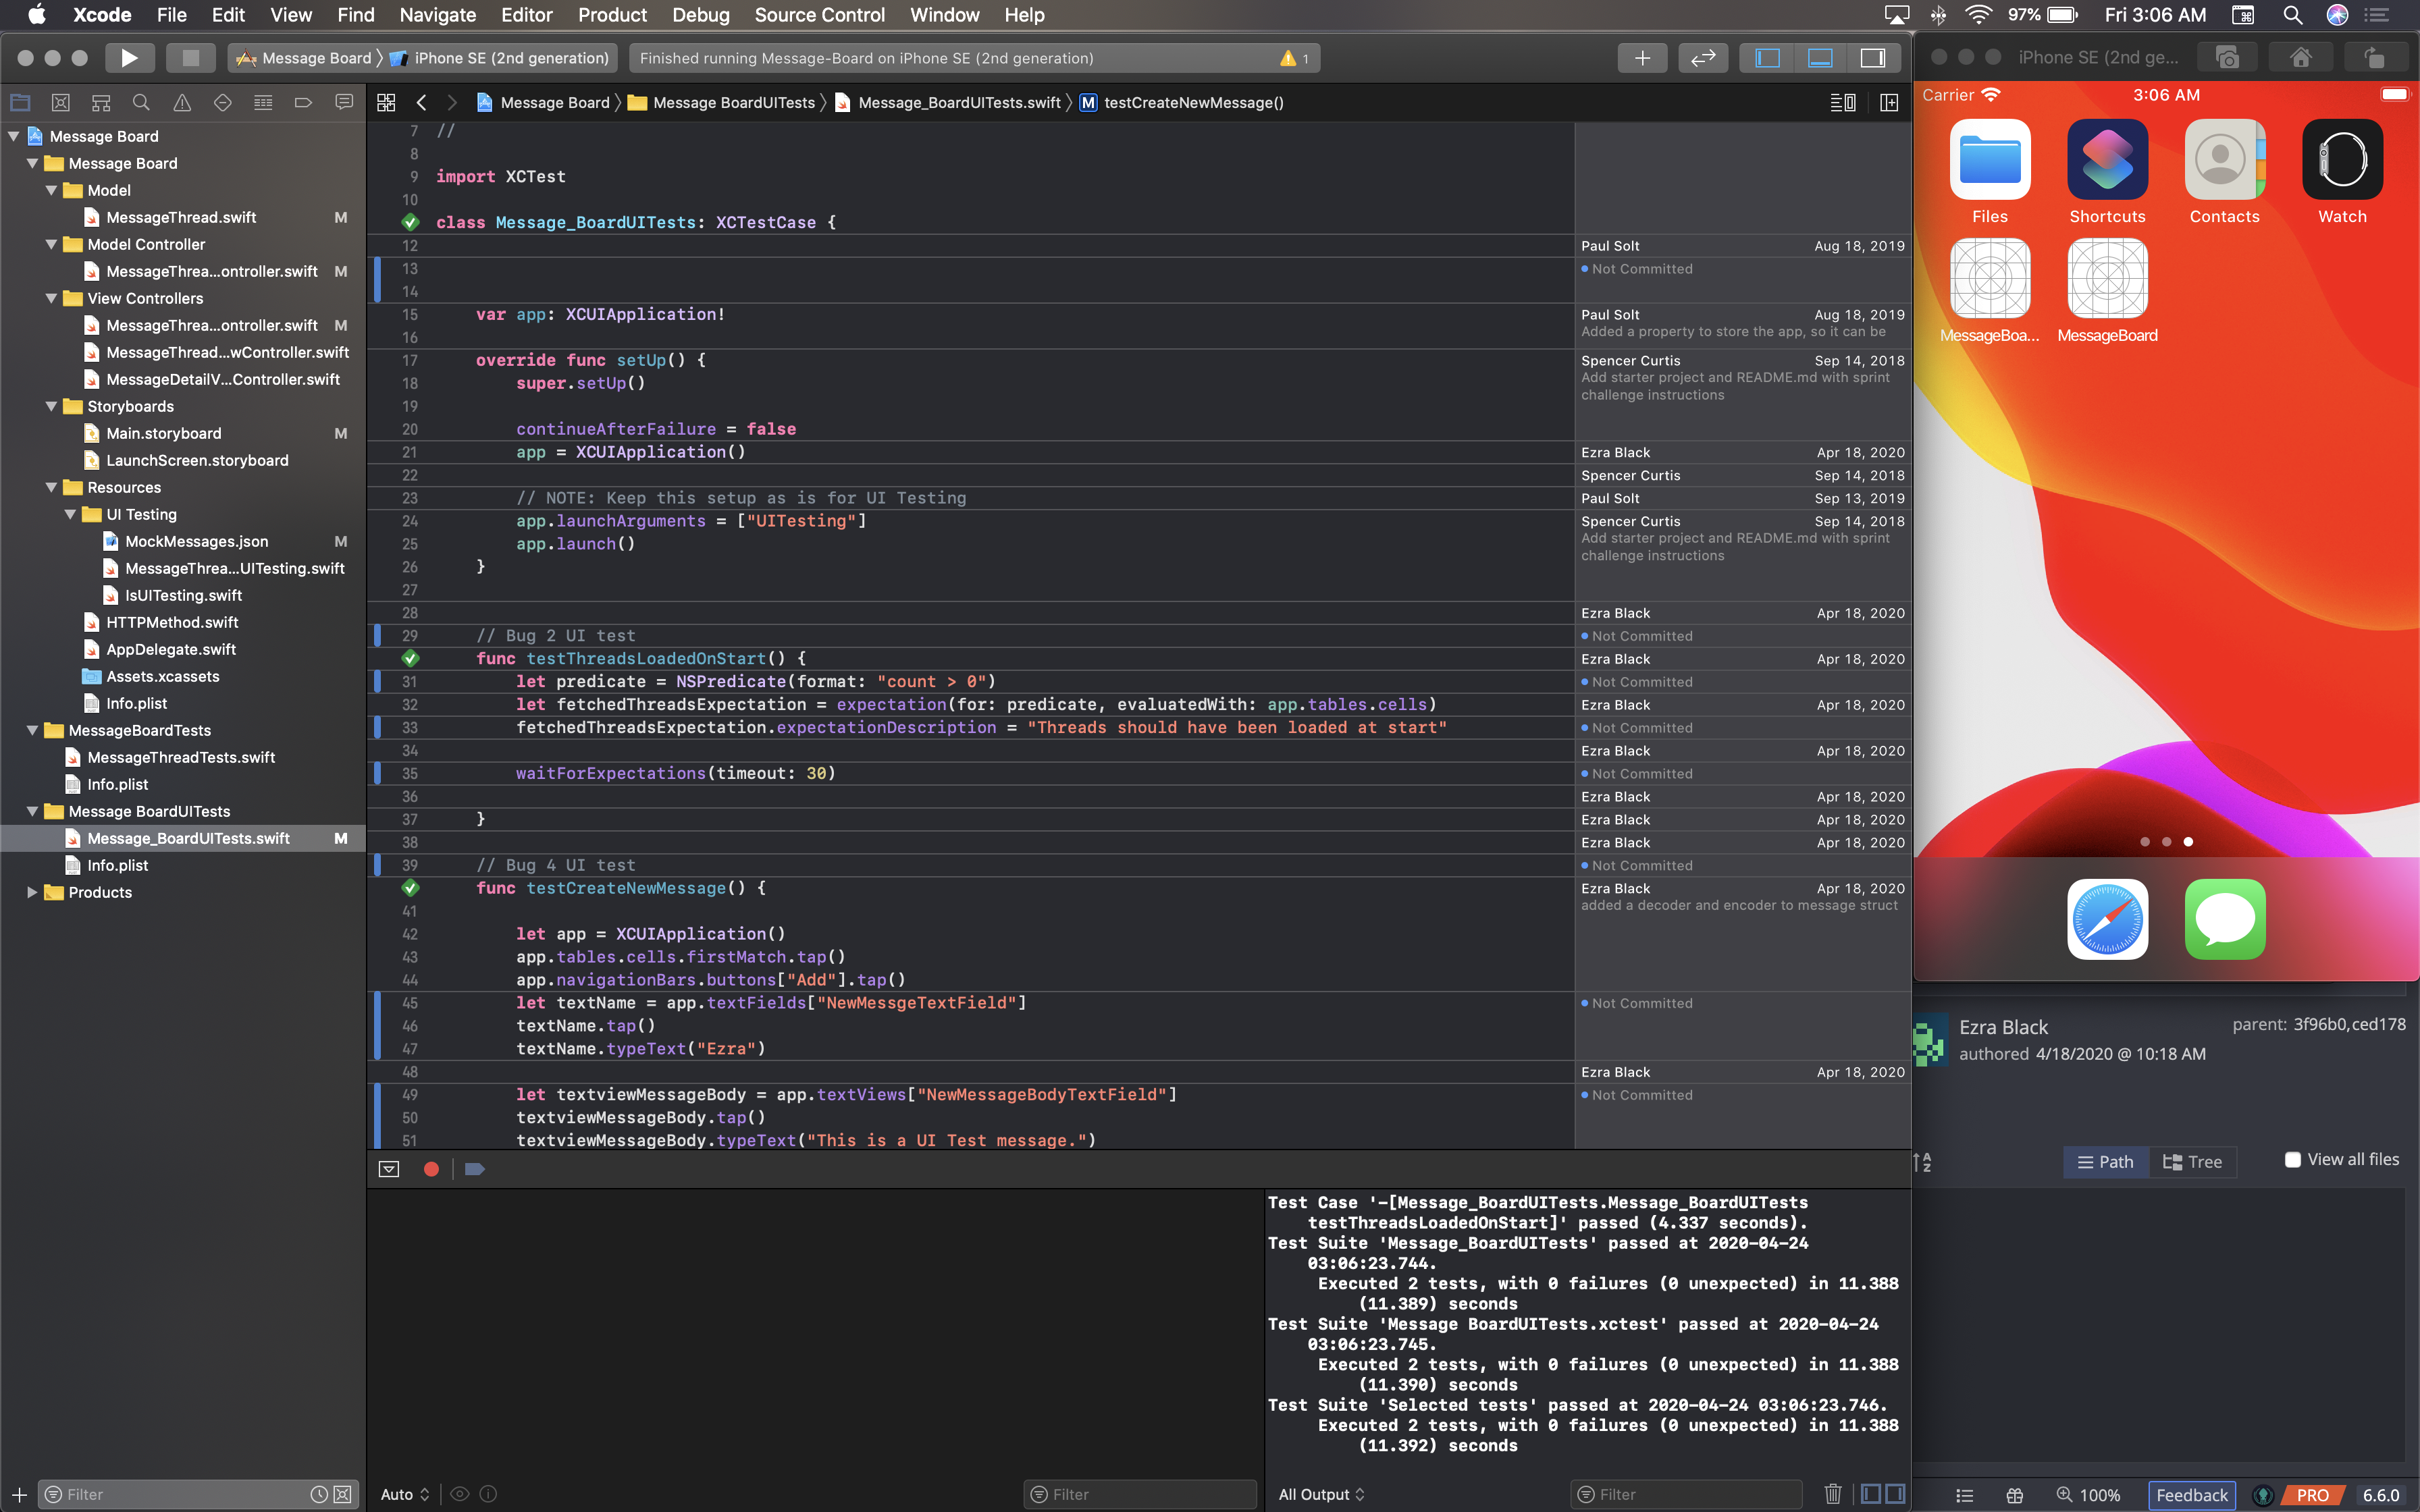 Xcode File Edit View Find Navigate Editor Product Debug Source Control Window Help
97% Fri 3:06 AM
Message Board iPhone SE (2nd generation)
Finished running Message-Board on iPhone SE (2nd generation) 1
Message Board Message BoardUITests Message_BoardUITests.swift M testCreateNewMessage()
Message Board
Message Board
Model
MessageThread.swift M
Model Controller
MessageThrea...ontroller.swift M
View Controllers
MessageThrea...ontroller.swift M
MessageThread...wController.swift
MessageDetailV...Controller.swift
Storyboards
Main.storyboard M
LaunchScreen.storyboard
Resources
UI Testing
MockMessages.json M
MessageThrea...UITesting.swift
IsUITesting.swift
HTTPMethod.swift
AppDelegate.swift
Assets.xcassets
Info.plist
MessageBoardTests
MessageThreadTests.swift
Info.plist
Message BoardUITests
Message_BoardUITests.swift M
Info.plist
Products
Filter
7 //
8
9 import XCTest
10
class Message_BoardUITests: XCTestCase {
12
13
14
15 var app: XCUIApplication!
16
17 override func setUp() {
18 super.setUp()
19
20 continueAfterFailure = false
21 app = XCUIApplication()
22
23 // NOTE: Keep this setup as is for UI Testing
24 app.launchArguments = ["UITesting"]
25 app.launch()
26 }
27
28
29 // Bug 2 UI test
func testThreadsLoadedOnStart() {
31 let predicate = NSPredicate(format: "count > 0")
32 let fetchedThreadsExpectation = expectation(for: predicate, evaluatedWith: app.tables.cells)
33 fetchedThreadsExpectation.expectationDescription = "Threads should have been loaded at start"
34
35 waitForExpectations(timeout: 30)
36
37 }
38
39 // Bug 4 UI test
func testCreateNewMessage() {
41
42 let app = XCUIApplication()
43 app.tables.cells.firstMatch.tap()
44 app.navigationBars.buttons["Add"].tap()
45 let textName = app.textFields["NewMessgeTextField"]
46 textName.tap()
47 textName.typeText("Ezra")
48
49 let textviewMessageBody = app.textViews["NewMessageBodyTextField"]
50 textviewMessageBody.tap()
51 textviewMessageBody.typeText("This is a UI Test message.")
Paul Solt Aug 18, 2019
Not Committed
Paul Solt Aug 18, 2019
Added a property to store the app, so it can be
Spencer Curtis Sep 14, 2018
Add starter project and README.md with sprint
challenge instructions
Ezra Black Apr 18, 2020
Spencer Curtis Sep 14, 2018
Paul Solt Sep 13, 2019
Spencer Curtis Sep 14, 2018
Add starter project and README.md with sprint
challenge instructions
Ezra Black Apr 18, 2020
Not Committed
Ezra Black Apr 18, 2020
Not Committed
Ezra Black Apr 18, 2020
Not Committed
Ezra Black Apr 18, 2020
Not Committed
Ezra Black Apr 18, 2020
Ezra Black Apr 18, 2020
Ezra Black Apr 18, 2020
Not Committed
Ezra Black Apr 18, 2020
added a decoder and encoder to message struct
Not Committed
Ezra Black Apr 18, 2020
Not Committed
Auto
Filter
Test Case '-[Message_BoardUITests.Message_BoardUITests
testThreadsLoadedOnStart]' passed (4.337 seconds).
Test Suite 'Message_BoardUITests' passed at 2020-04-24
03:06:23.744.
Executed 2 tests, with 0 failures (0 unexpected) in 11.388
(11.389) seconds
Test Suite 'Message BoardUITests.xctest' passed at 2020-04-24
03:06:23.745.
Executed 2 tests, with 0 failures (0 unexpected) in 11.388
(11.390) seconds
Test Suite 'Selected tests' passed at 2020-04-24 03:06:23.746.
Executed 2 tests, with 0 failures (0 unexpected) in 11.388
(11.392) seconds
All Output
Filter
iPhone SE (2nd ge...
Carrier 3:06 AM
Files Shortcuts Contacts Watch
MessageBoa... MessageBoard
Ezra Black parent: 3f96b0,ced178
authored 4/18/2020 @ 10:18 AM
A
Z
Path Tree View all files
100% Feedback PRO 6.6.0